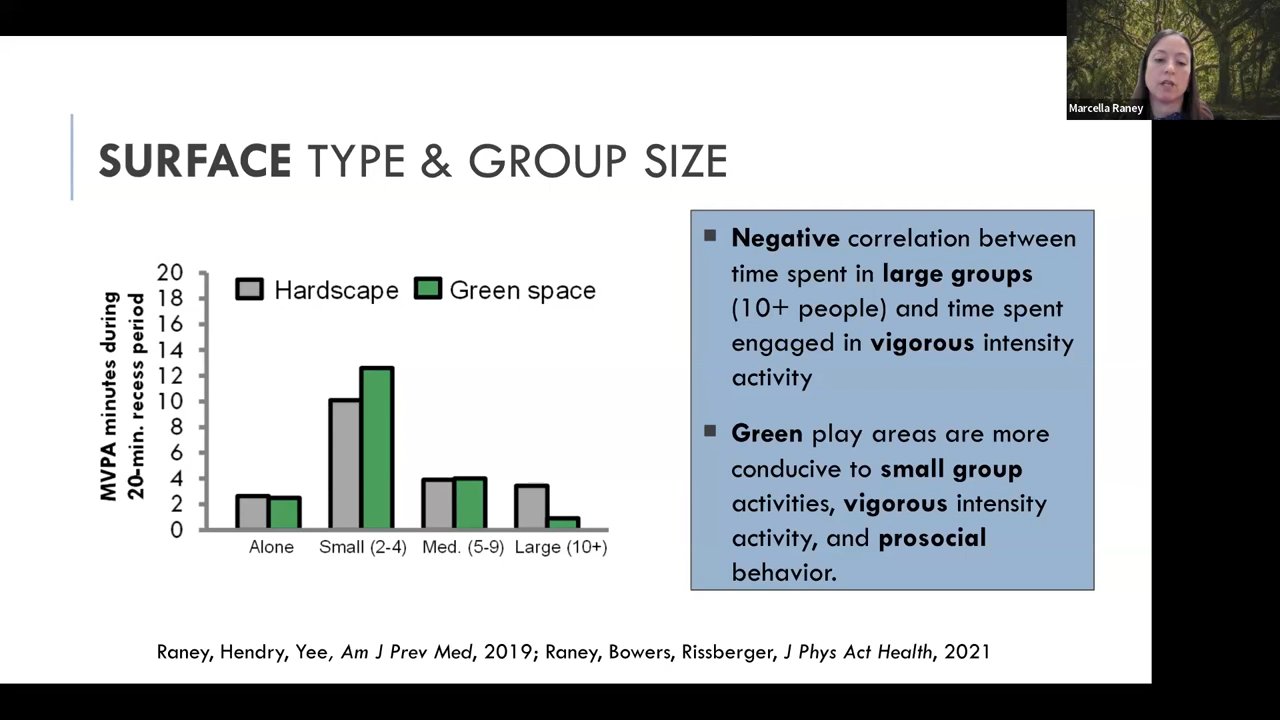 Marcella Raney
SURFACE TYPE & GROUP SIZE
MVPA minutes during
20-min. recess period
20
18
16
14
12
10
8
6
4
2
0
Hardscape Green space
Alone Small (2-4) Med. (5-9) Large (10+)
■ Negative correlation between
time spent in large groups
(10+ people) and time spent
engaged in vigorous intensity
activity
■ Green play areas are more
conducive to small group
activities, vigorous intensity
activity, and prosocial
behavior.
Raney, Hendry, Yee, Am J Prev Med, 2019; Raney, Bowers, Rissberger, J Phys Act Health, 2021